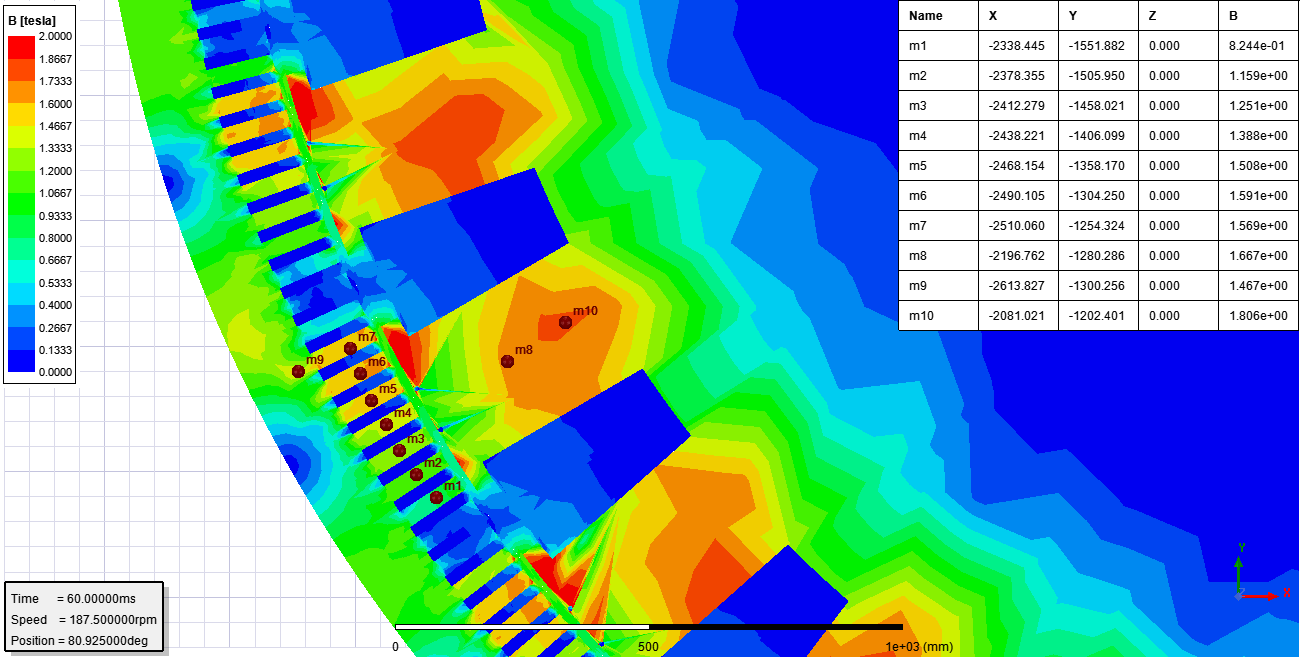 B [tesla]
2.0000
1.8667
1.7333
1.6000
1.4667
1.3333
1.2000
1.0667
0.9333
0.8000
0.6667
0.5333
0.4000
0.2667
0.1333
0.0000
Name X Y Z B
m1 -2338.445 -1551.882 0.000 8.244e-01
m2 -2378.355 -1505.950 0.000 1.159e+00
m3 -2412.279 -1458.021 0.000 1.251e+00
m4 -2438.221 -1406.099 0.000 1.388e+00
m5 -2468.154 -1358.170 0.000 1.508e+00
m6 -2490.105 -1304.250 0.000 1.591e+00
m7 -2510.060 -1254.324 0.000 1.569e+00
m8 -2196.762 -1280.286 0.000 1.667e+00
m9 -2613.827 -1300.256 0.000 1.467e+00
m10 -2081.021 -1202.401 0.000 1.806e+00
m10
m7
m8
m9
m6
m5
m4
m3
m2
m1
Y
Z
X
Time = 60.00000ms
Speed = 187.500000rpm
Position = 80.925000deg
0 500 1e+03 (mm)